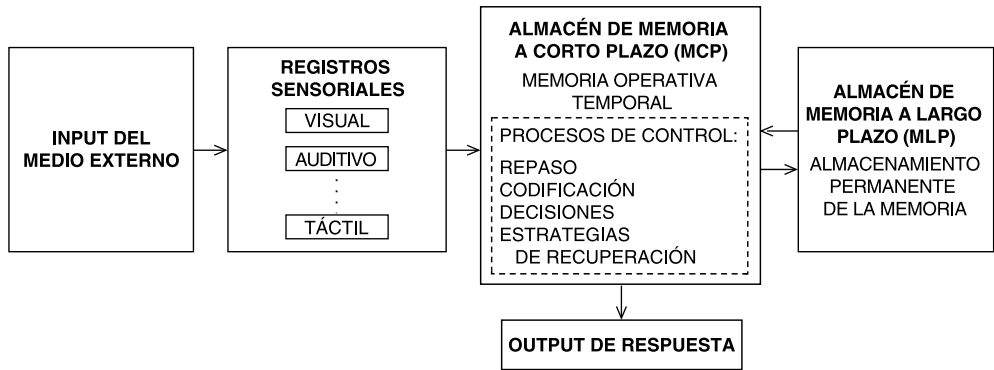 INPUT DEL
MEDIO EXTERNO
REGISTROS
SENSORIALES
VISUAL
AUDITIVO
TÁCTIL
ALMACÉN DE MEMORIA
A CORTO PLAZO (MCP)
MEMORIA OPERATIVA
TEMPORAL
PROCESOS DE CONTROL:
REPASO
CODIFICACIÓN
DECISIONES
ESTRATEGIAS
DE RECUPERACIÓN
ALMACÉN DE
MEMORIA A LARGO
PLAZO (MLP)
ALMACENAMIENTO
PERMANENTE
DE LA MEMORIA
OUTPUT DE RESPUESTA